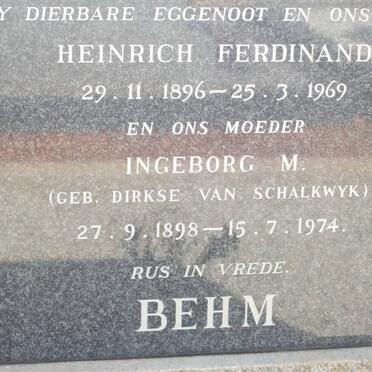 Y DIERBARE EGGENOOT EN ONS
HEINRICH FERDINAND
29.11.1896–25.3.1969
EN ONS MOEDER
INGEBORG M.
(GEB. DIRKSE VAN SCHALKWYK)
27.9.1898–15.7.1974.
RUS IN VREDE.
BEHM